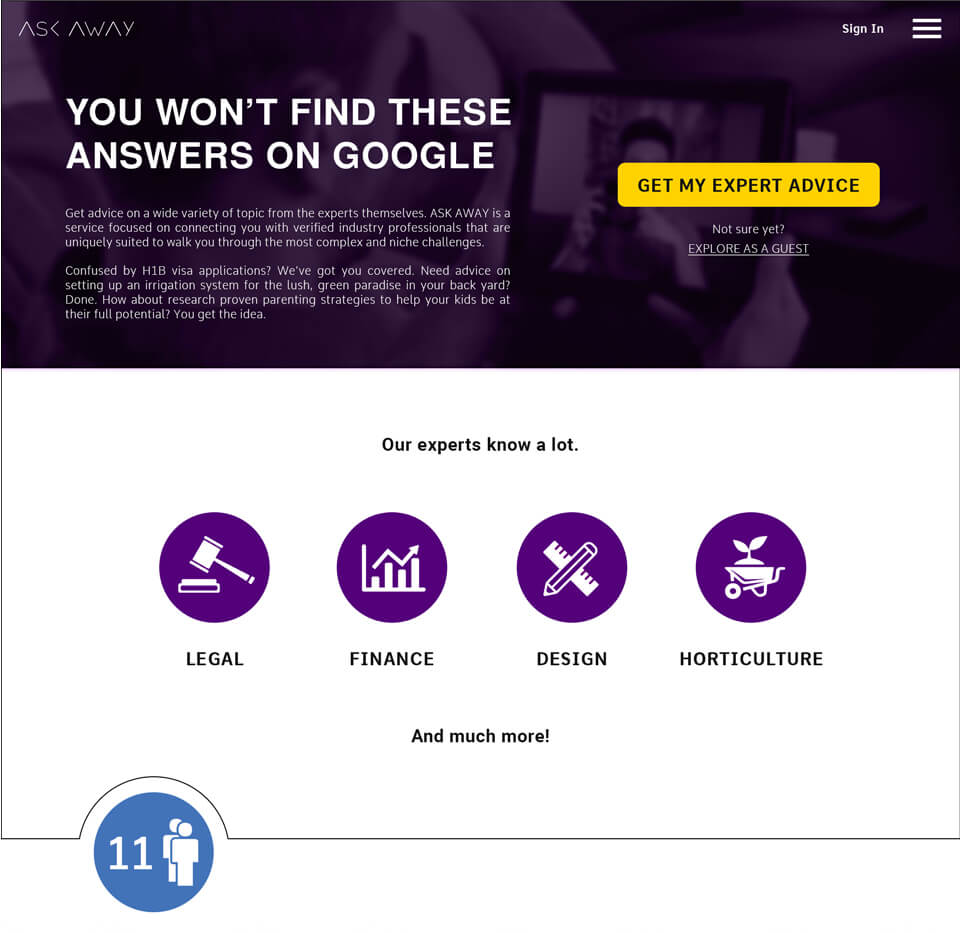 ASK AWAY
Sign In
YOU WON’T FIND THESE
ANSWERS ON GOOGLE
Get advice on a wide variety of topic from the experts themselves. ASK AWAY is a
service focused on connecting you with verified industry professionals that are
uniquely suited to walk you through the most complex and niche challenges.
Confused by H1B visa applications? We’ve got you covered. Need advice on
setting up an irrigation system for the lush, green paradise in your back yard?
Done. How about research proven parenting strategies to help your kids be at
their full potential? You get the idea.
GET MY EXPERT ADVICE
Not sure yet?
EXPLORE AS A GUEST
Our experts know a lot.
LEGAL
FINANCE
DESIGN
HORTICULTURE
And much more!
11